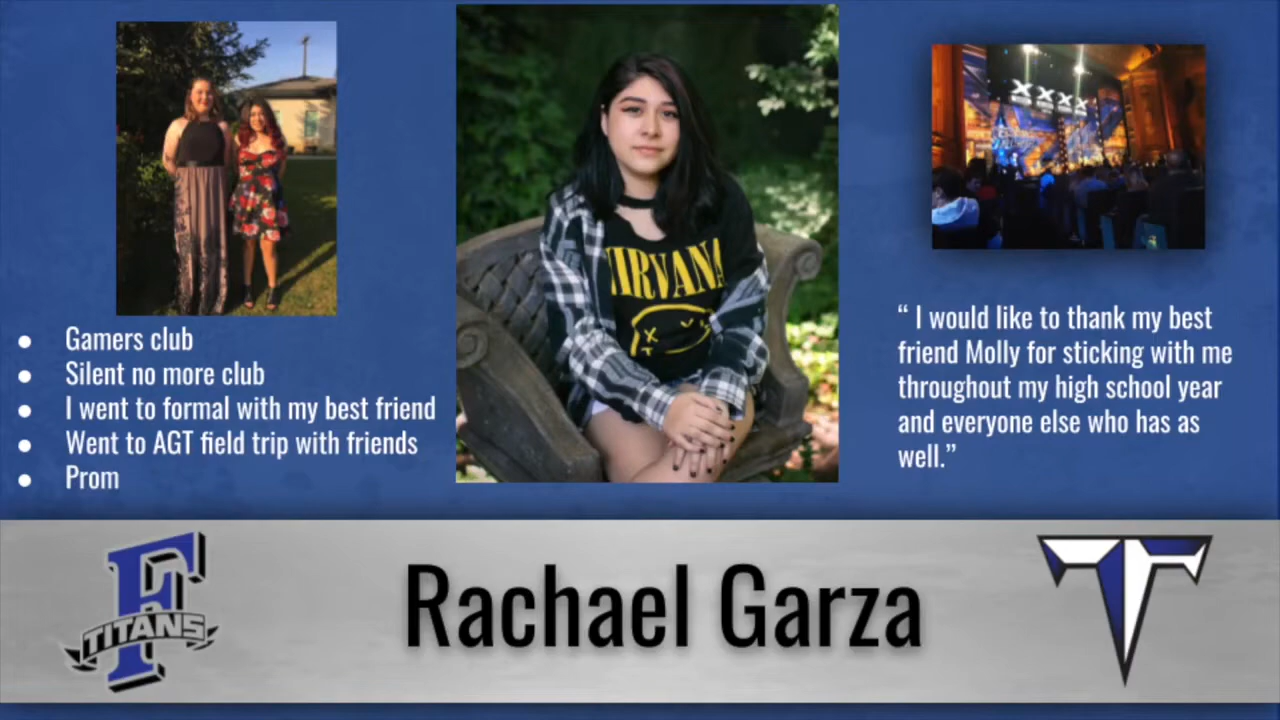 NIRVANA
● Gamers club
● Silent no more club
● I went to formal with my best friend
● Went to AGT field trip with friends
● Prom
“ I would like to thank my best
friend Molly for sticking with me
throughout my high school year
and everyone else who has as
well.”
F
TITANS
Rachael Garza
T